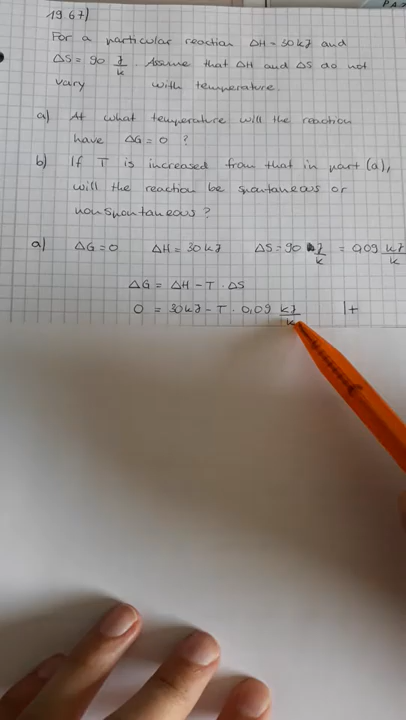 19.67)
For a particular reaction ΔH = 30 kJ and
ΔS = 90 J/K. Assume that ΔH and ΔS do not
vary with temperature.
a) At what temperature will the reaction
have ΔG = 0 ?
b) If T is increased from that in part (a),
will the reaction be spontaneous or
nonspontaneous ?
a) ΔG = 0 ΔH = 30 kJ ΔS = 90 J/K = 0,09 kJ/K
ΔG = ΔH - T · ΔS
0 = 30 kJ - T · 0,09 kJ/K |+